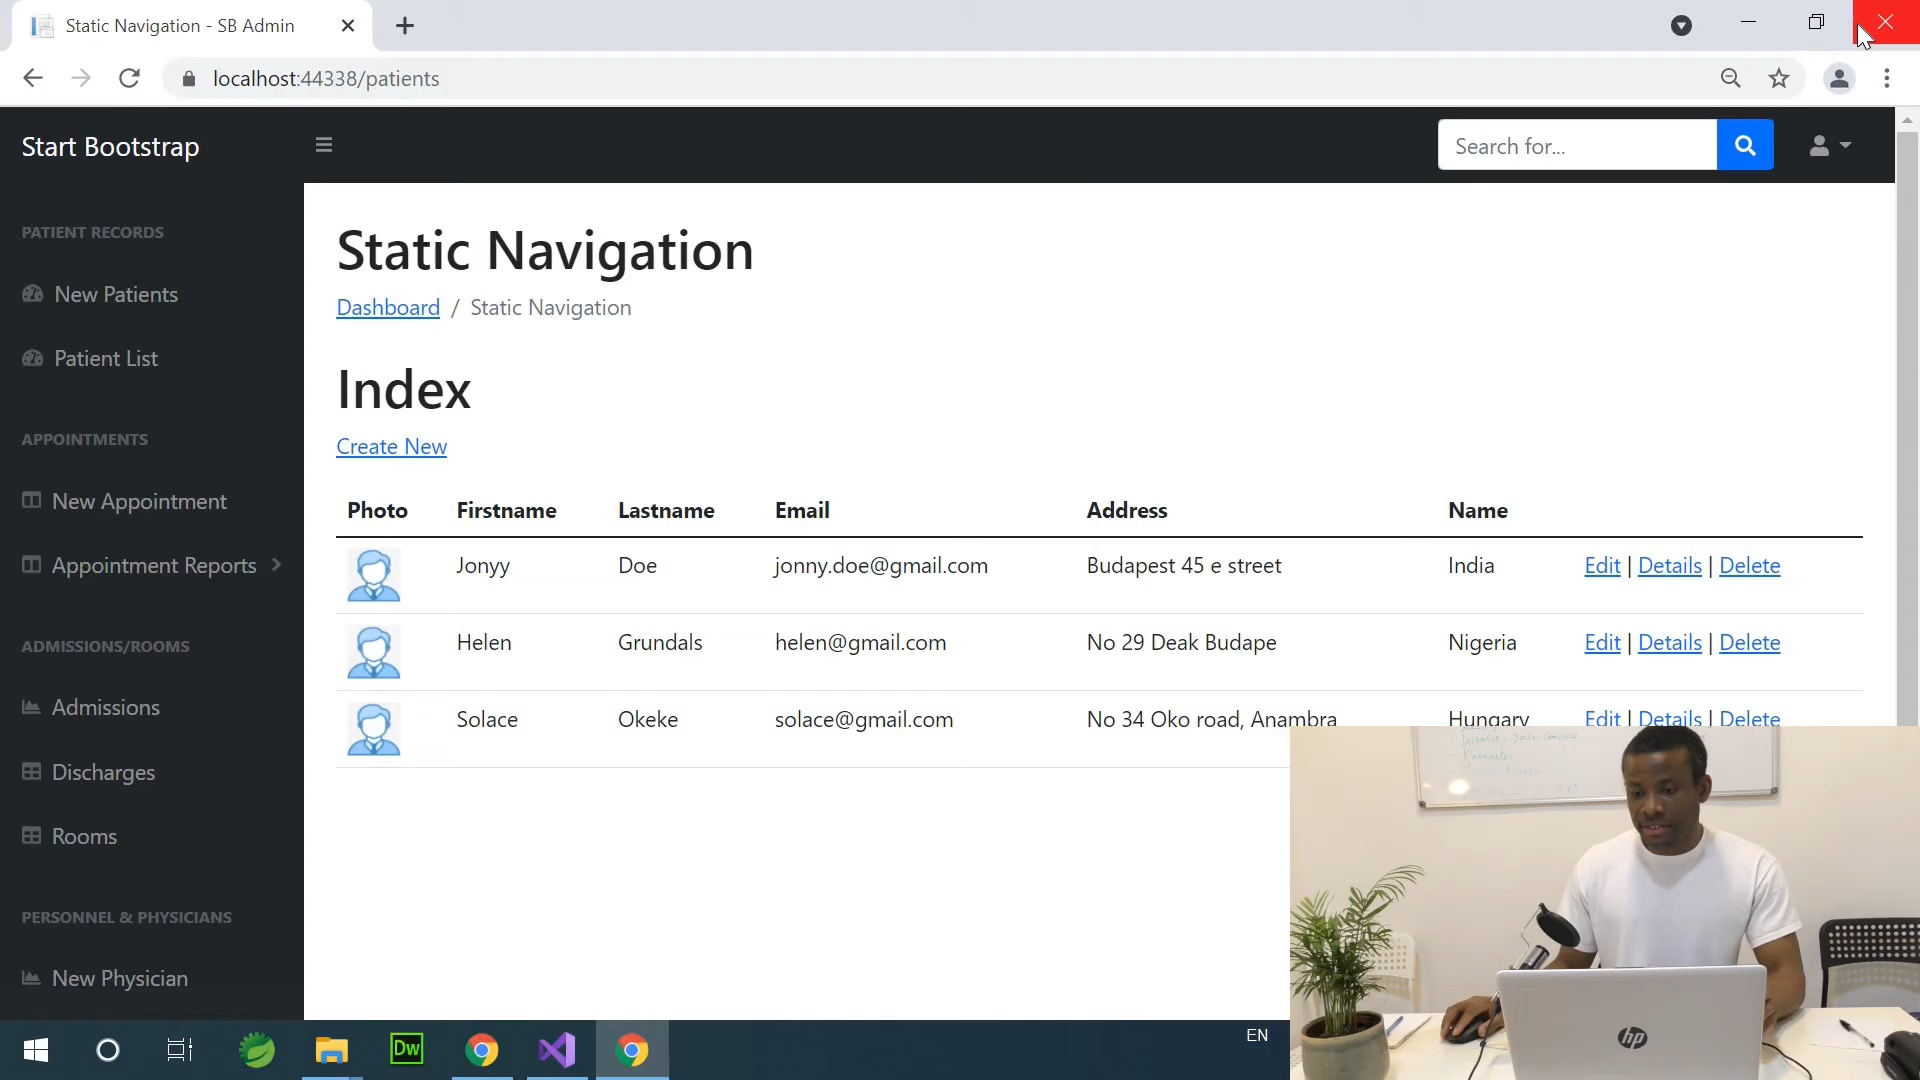 Static Navigation - SB Admin
localhost:44338/patients
Start Bootstrap
Search for...
PATIENT RECORDS
New Patients
Patient List
APPOINTMENTS
New Appointment
Appointment Reports
ADMISSIONS/ROOMS
Admissions
Discharges
Rooms
PERSONNEL & PHYSICIANS
New Physician
Static Navigation
Dashboard / Static Navigation
Index
Create New
Photo Firstname Lastname Email Address Name
Jonyy Doe jonny.doe@gmail.com Budapest 45 e street India Edit | Details | Delete
Helen Grundals helen@gmail.com No 29 Deak Budape Nigeria Edit | Details | Delete
Solace Okeke solace@gmail.com No 34 Oko road, Anambra Hungary Edit | Details | Delete
Dw
EN
hp